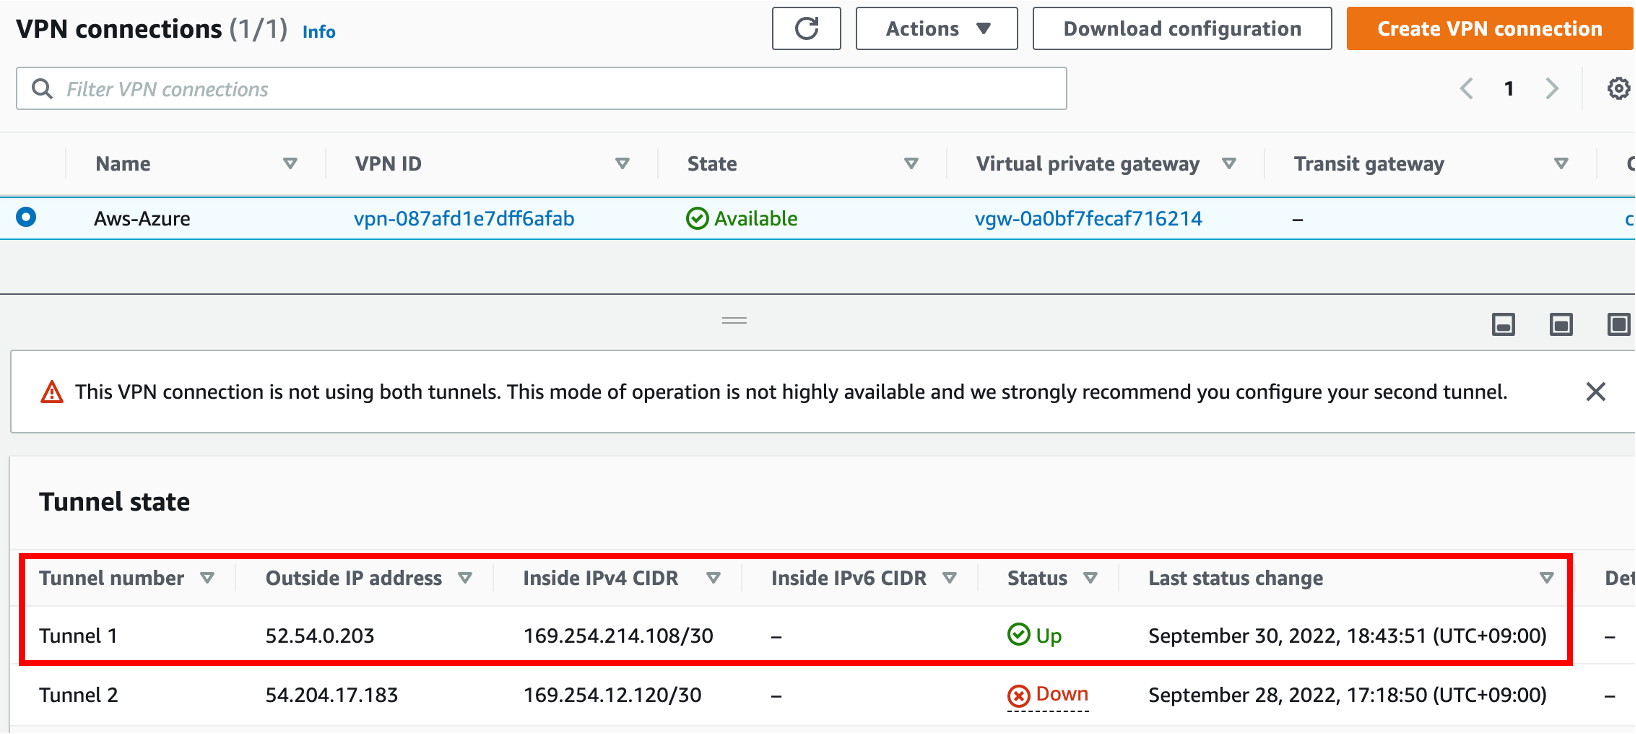 VPN connections (1/1) Info Actions Download configuration Create VPN connection
Filter VPN connections 1
Name VPN ID State Virtual private gateway Transit gateway C
Aws-Azure vpn-087afd1e7dff6afab Available vgw-0a0bf7fecaf716214 – c
This VPN connection is not using both tunnels. This mode of operation is not highly available and we strongly recommend you configure your second tunnel.
Tunnel state
Tunnel number Outside IP address Inside IPv4 CIDR Inside IPv6 CIDR Status Last status change Det
Tunnel 1 52.54.0.203 169.254.214.108/30 – Up September 30, 2022, 18:43:51 (UTC+09:00) –
Tunnel 2 54.204.17.183 169.254.12.120/30 – Down September 28, 2022, 17:18:50 (UTC+09:00) –